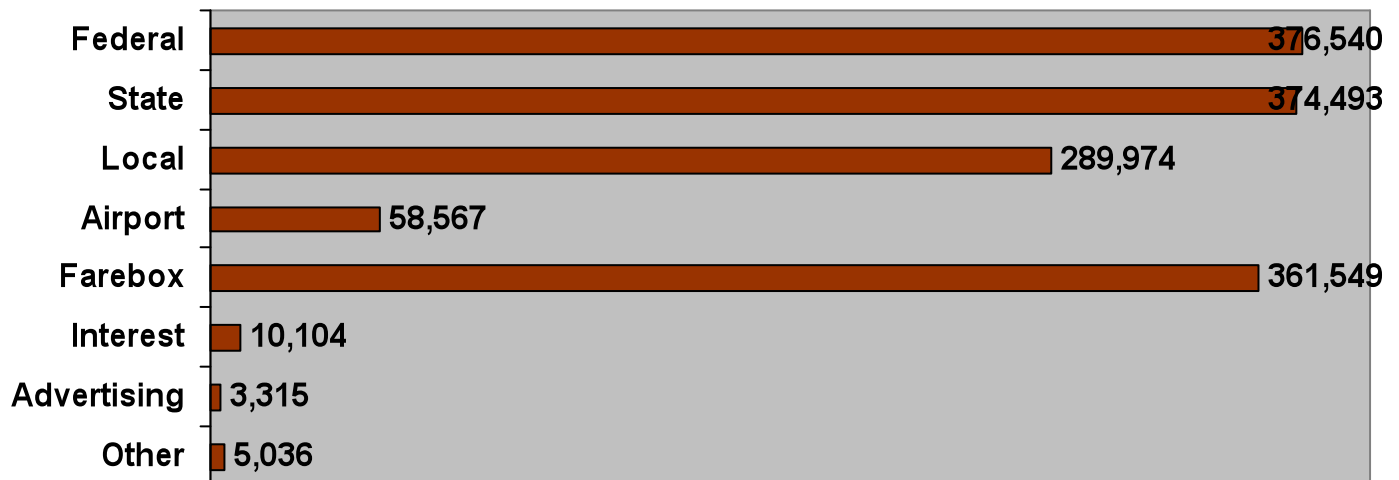 Federal 376,540
State 374,493
Local 289,974
Airport 58,567
Farebox 361,549
Interest 10,104
Advertising 3,315
Other 5,036